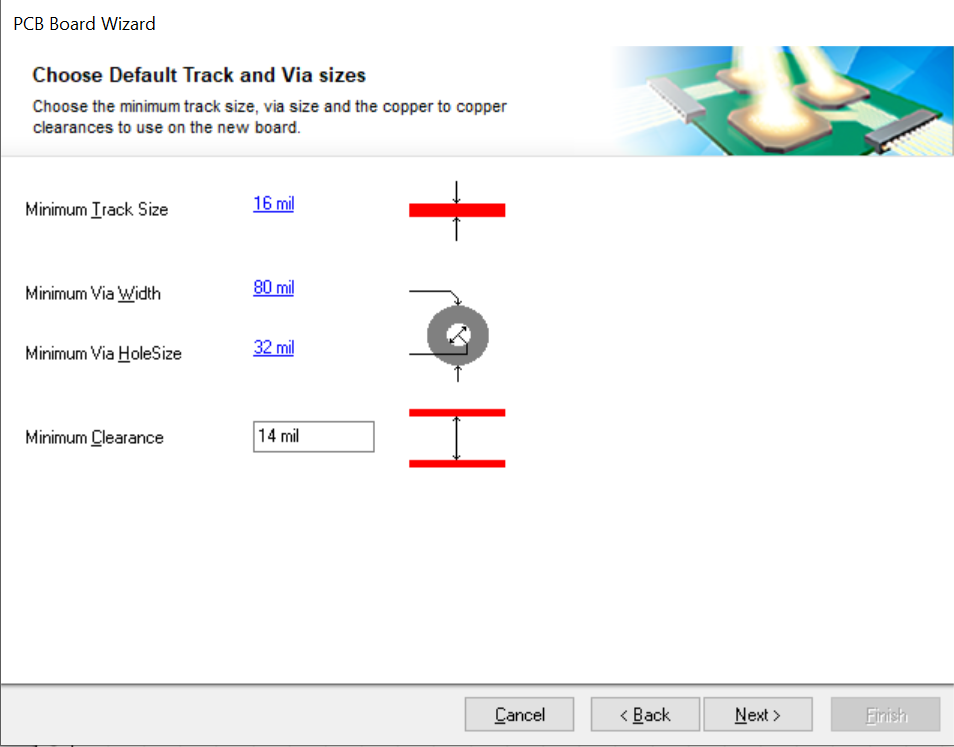 PCB Board Wizard
Choose Default Track and Via sizes
Choose the minimum track size, via size and the copper to copper
clearances to use on the new board.
Minimum Track Size 16 mil
Minimum Via Width 80 mil
Minimum Via HoleSize 32 mil
Minimum Clearance 14 mil
Cancel < Back Next > Finish